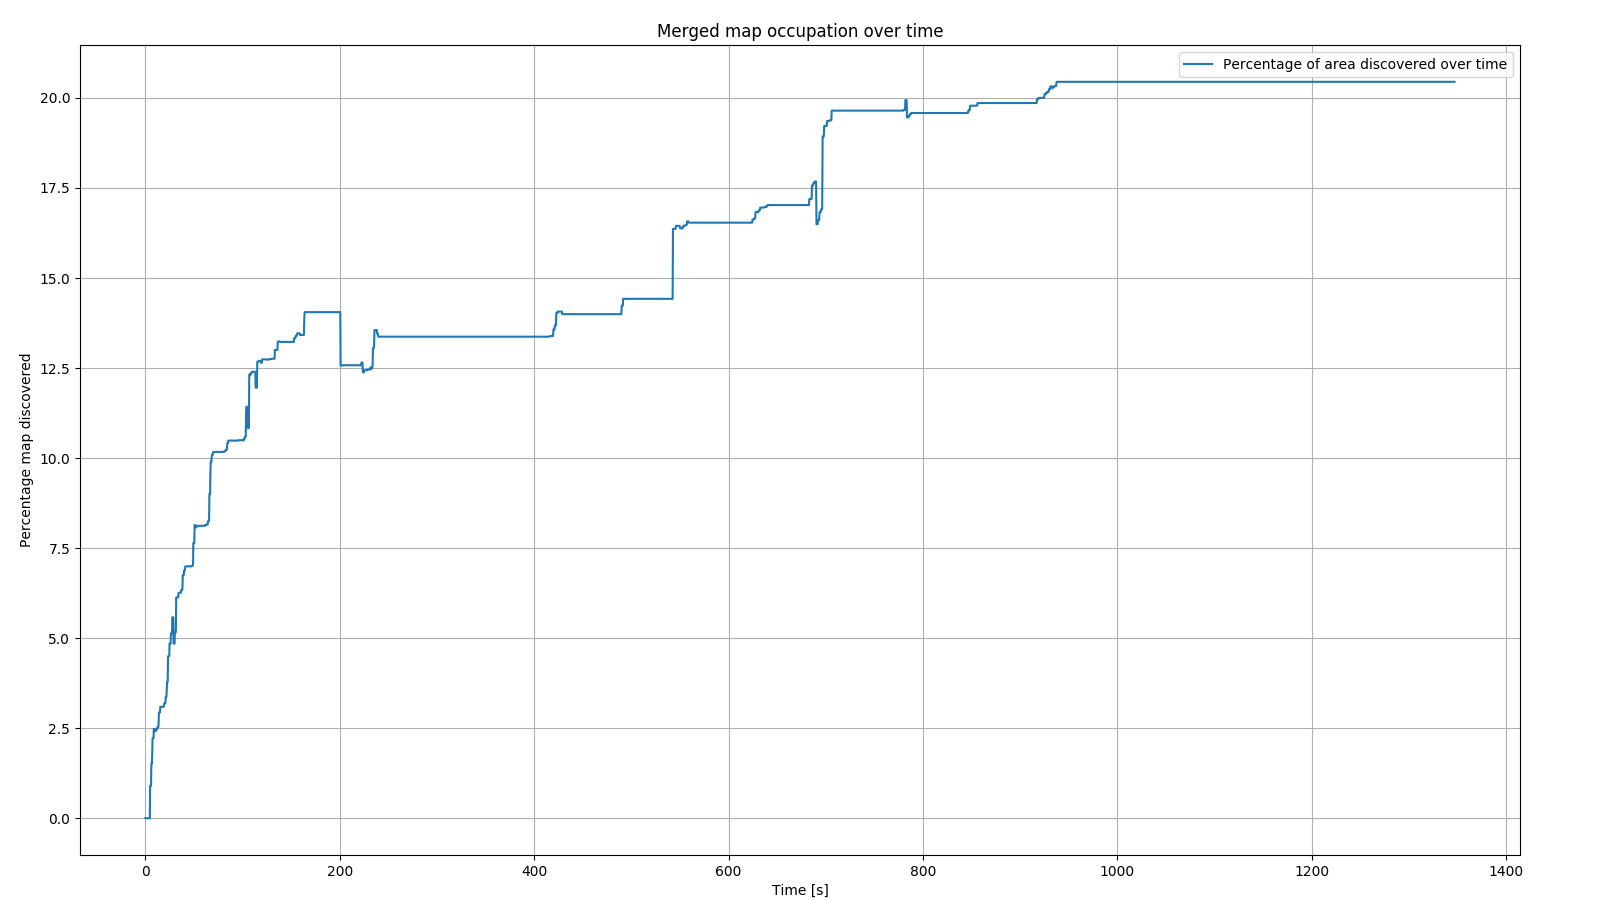 Merged map occupation over time
Percentage of area discovered over time
20.0
17.5
15.0
12.5
10.0
7.5
5.0
2.5
0.0
Percentage map discovered
0 200 400 600 800 1000 1200 1400
Time [s]